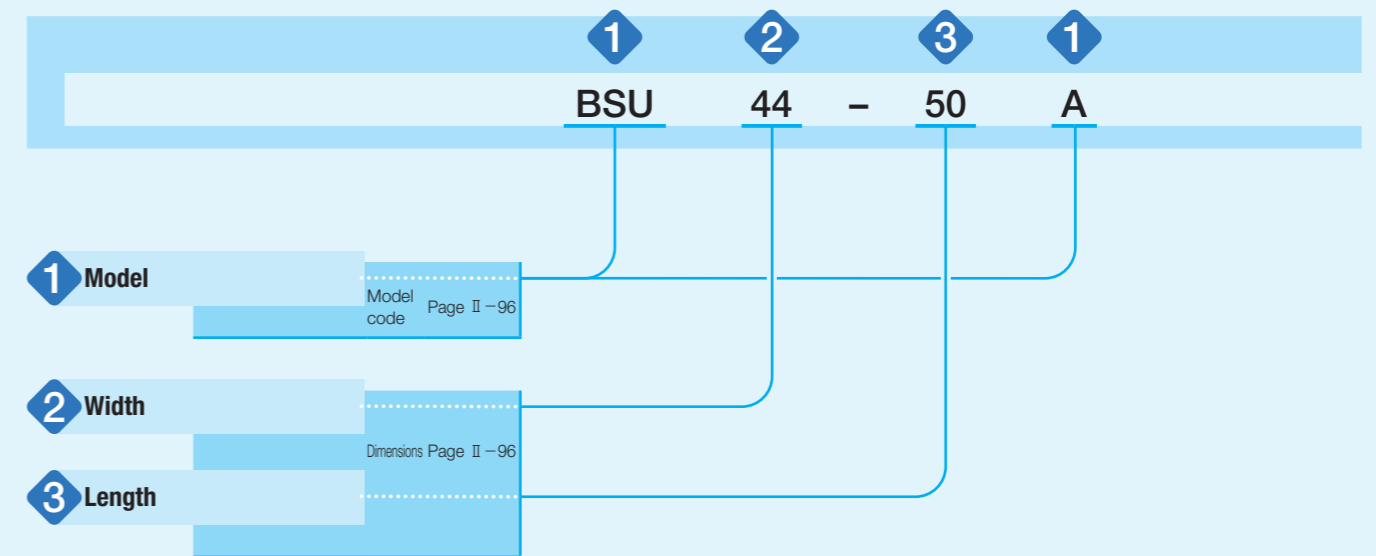 1 2 3 1
BSU 44 – 50 A
1 Model
Model code Page Ⅱ－96
2 Width
Dimensions Page Ⅱ－96
3 Length